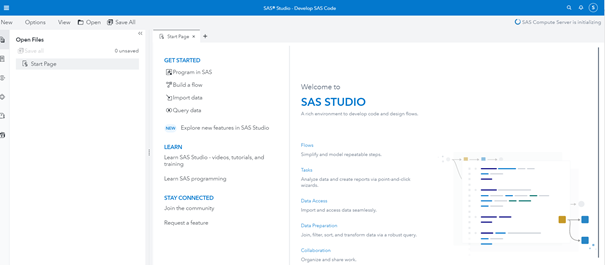 SAS® Studio - Develop SAS Code
New Options View Open Save All
SAS Compute Server is initializing
Open Files
Save all
0 unsaved
Start Page
Start Page
GET STARTED
Program in SAS
Build a flow
Import data
Query data
NEW Explore new features in SAS Studio
LEARN
Learn SAS Studio - videos, tutorials, and
training
Learn SAS programming
STAY CONNECTED
Join the community
Request a feature
Welcome to
SAS STUDIO
A rich environment to develop code and design flows.
Flows
Simplify and model repeatable steps.
Tasks
Analyze data and create reports via point-and-click
wizards.
Data Access
Import and access data seamlessly.
Data Preparation
Join, filter, sort, and transform data via a robust query.
Collaboration
Organize and share work.